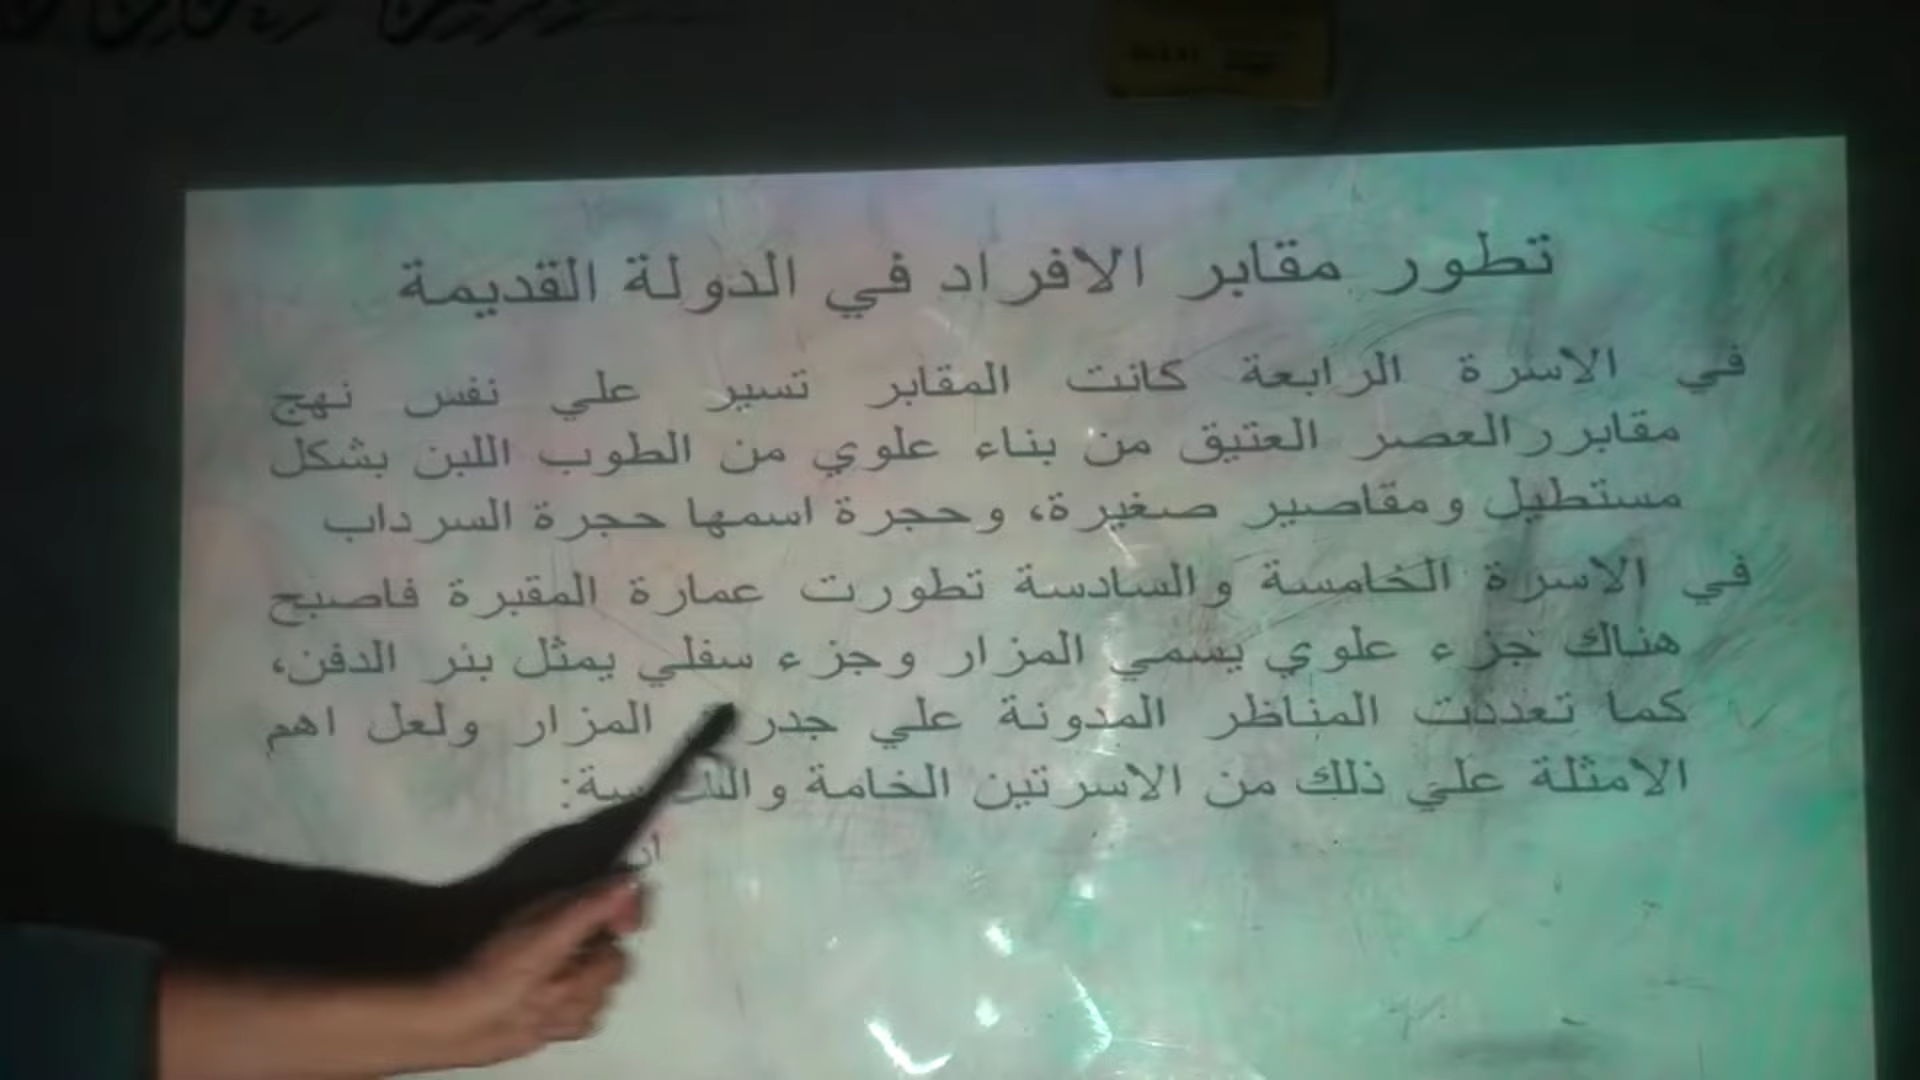 تطور مقابر الافراد في الدولة القديمة
في الاسرة الرابعة كانت المقابر تسير علي نفس نهج
مقابرر العصر العتيق من بناء علوي من الطوب اللبن بشكل
مستطيل ومقاصير صغيرة، وحجرة اسمها حجرة السرداب
في الاسرة الخامسة والسادسة تطورت عمارة المقبرة فاصبح
هناك جزء علوي يسمي المزار وجزء سفلي يمثل بئر الدفن،
كما تعددت المناظر المدونة علي المزار ولعل اهم
الامثلة علي ذلك من الاسرتين الخامة